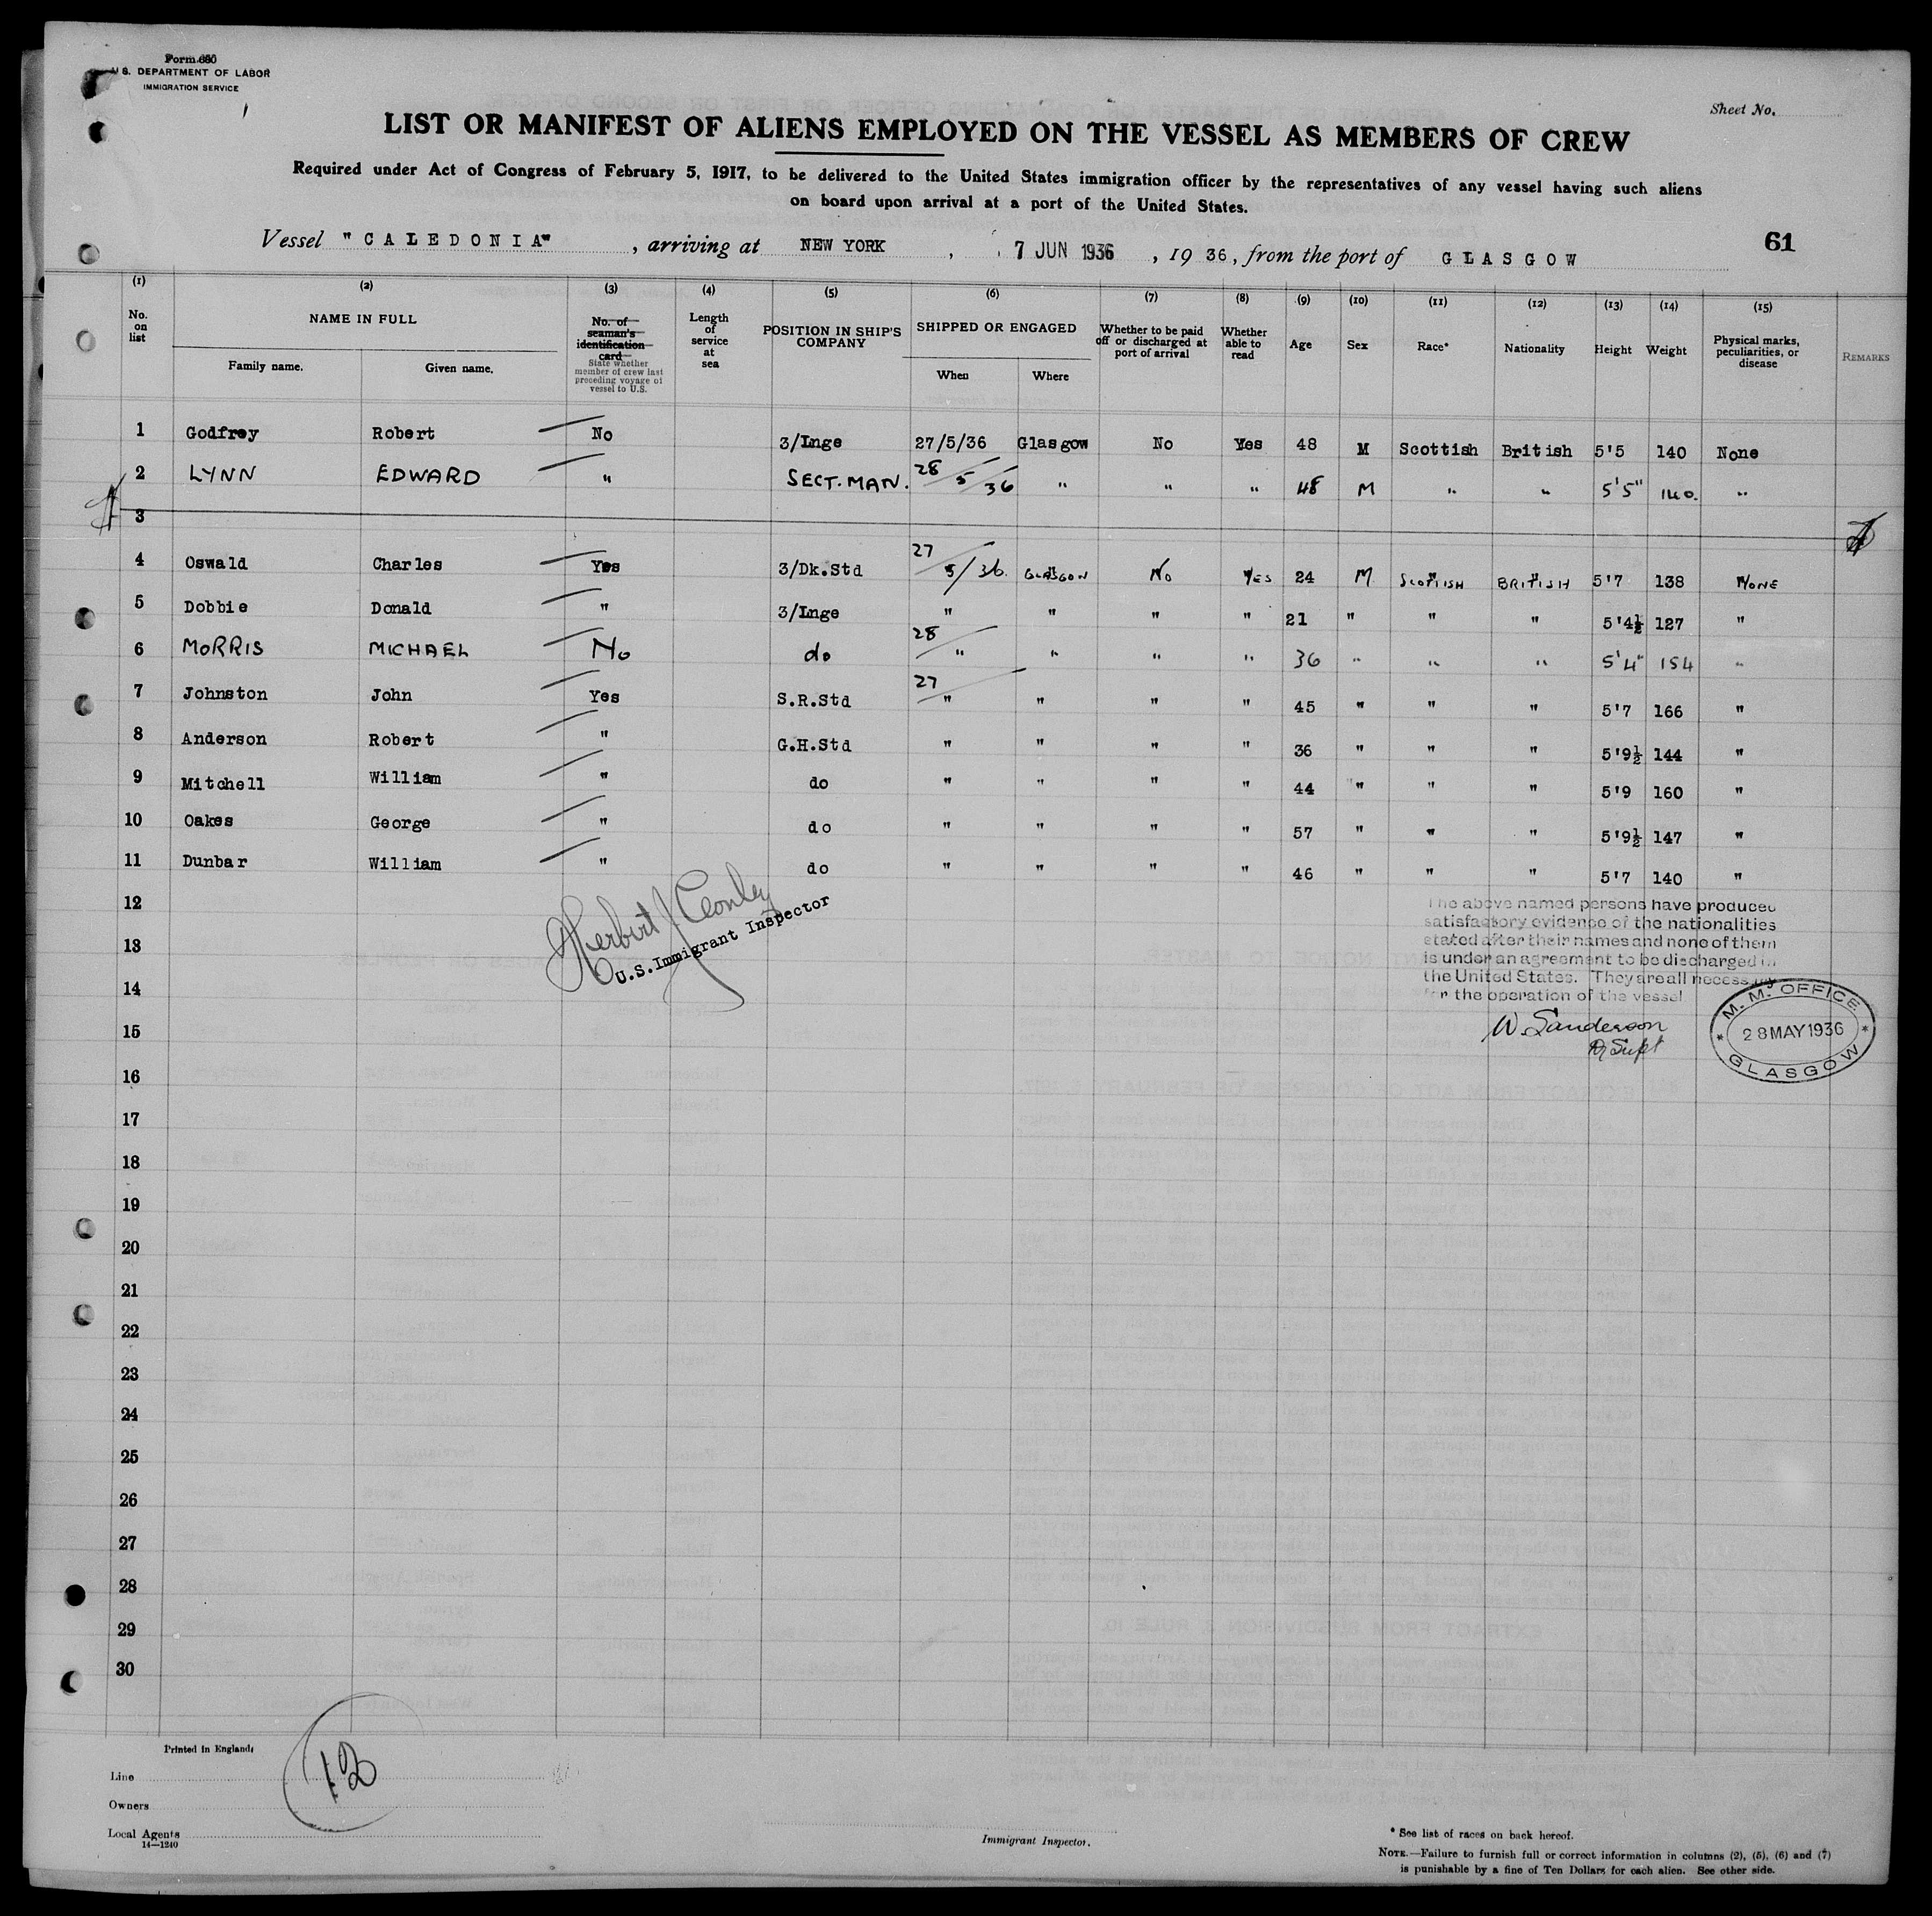 Form 680
U. S. DEPARTMENT OF LABOR
IMMIGRATION SERVICE
Sheet No.
LIST OR MANIFEST OF ALIENS EMPLOYED ON THE VESSEL AS MEMBERS OF CREW
Required under Act of Congress of February 5, 1917, to be delivered to the United States immigration officer by the representatives of any vessel having such aliens
on board upon arrival at a port of the United States.
Vessel "CALEDONIA", arriving at NEW YORK, 7 JUN 1936, 19 36, from the port of GLASGOW
61
(1) (2) (3) (4) (5) (6) (7) (8) (9) (10) (11) (12) (13) (14) (15)
No. on list
NAME IN FULL
Family name. Given name.
No. of seaman's identification card
State whether member of crew last preceding voyage of vessel to U.S.
Length of service at sea
POSITION IN SHIP'S COMPANY
SHIPPED OR ENGAGED
When Where
Whether to be paid off or discharged at port of arrival
Whether able to read
Age
Sex
Race*
Nationality
Height
Weight
Physical marks, peculiarities, or disease
REMARKS
1 Godfrey Robert No 3/Inge 27/5/36 Glasgow No Yes 48 M Scottish British 5'5 140 None
2 LYNN EDWARD " SECT. MAN. 28/5/36 " " " 48 M " " 5'5" 140. "
3
4 Oswald Charles Yes 3/Dk.Std 27/5/36. GLASGOW No YES 24 M SCOTTISH BRITISH 5'7 138 NONE
5 Dobbie Donald " 3/Inge " " " " 21 " " " 5'4½ 127 "
6 MORRIS MICHAEL No do 28/" " " " 36 " " " 5'4" 154 "
7 Johnston John Yes S.R.Std 27/" " " " 45 " " " 5'7 166 "
8 Anderson Robert " G.H.Std " " " " 36 " " " 5'9½ 144 "
9 Mitchell William " do " " " " 44 " " " 5'9 160 "
10 Oakes George " do " " " " 57 " " " 5'9½ 147 "
11 Dunbar William " do " " " " 46 " " " 5'7 140 "
12
13
14
15
16
17
18
19
20
21
22
23
24
25
26
27
28
29
30
Herbert J Conley
U.S. Immigrant Inspector
The above named persons have produced
satisfactory evidence of the nationalities
stated after their names and none of them
is under an agreement to be discharged in
the United States. They are all necessary
for the operation of the vessel
W. Sanderson
M. M. OFFICE
28 MAY 1936
GLASGOW
Printed in England
12
Line
Owners
Local Agents
14—1240
Immigrant Inspector.
* See list of races on back hereof.
NOTE.—Failure to furnish full or correct information in columns (2), (5), (6) and (7)
is punishable by a fine of Ten Dollars for each alien. See other side.